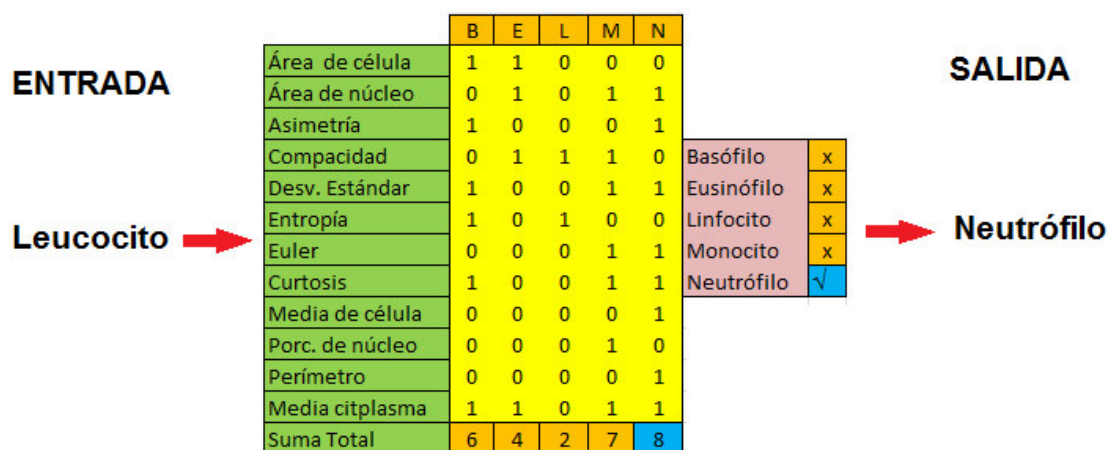 B E L M N
Área de célula 1 1 0 0 0
ENTRADA
SALIDA
Área de núcleo 0 1 0 1 1
Asimetría 1 0 0 0 1
Compacidad 0 1 1 1 0 Basófilo x
Desv. Estándar 1 0 0 1 1 Eusinófilo x
Entropía 1 0 1 0 0 Linfocito x
Leucocito
Neutrófilo
Euler 0 0 0 1 1 Monocito x
Curtosis 1 0 0 1 1 Neutrófilo √
Media de célula 0 0 0 0 1
Porc. de núcleo 0 0 0 1 0
Perímetro 0 0 0 0 1
Media citplasma 1 1 0 1 1
Suma Total 6 4 2 7 8